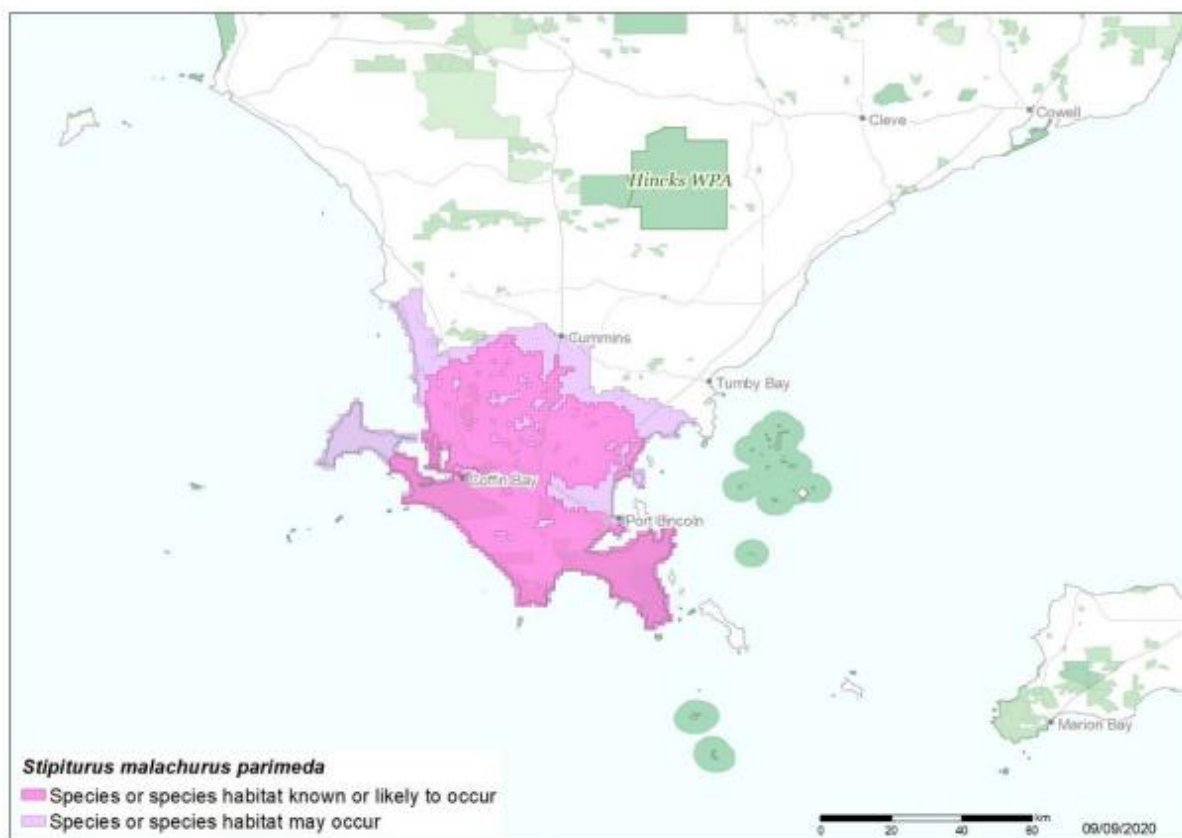 Cowell
Cleve
Hincks WPA
Cummins
Tumby Bay
Coffin Bay
Port Lincoln
Marion Bay
Stipiturus malachurus parimeda
Species or species habitat known or likely to occur
Species or species habitat may occur
km
0 20 40 60
09/09/2020